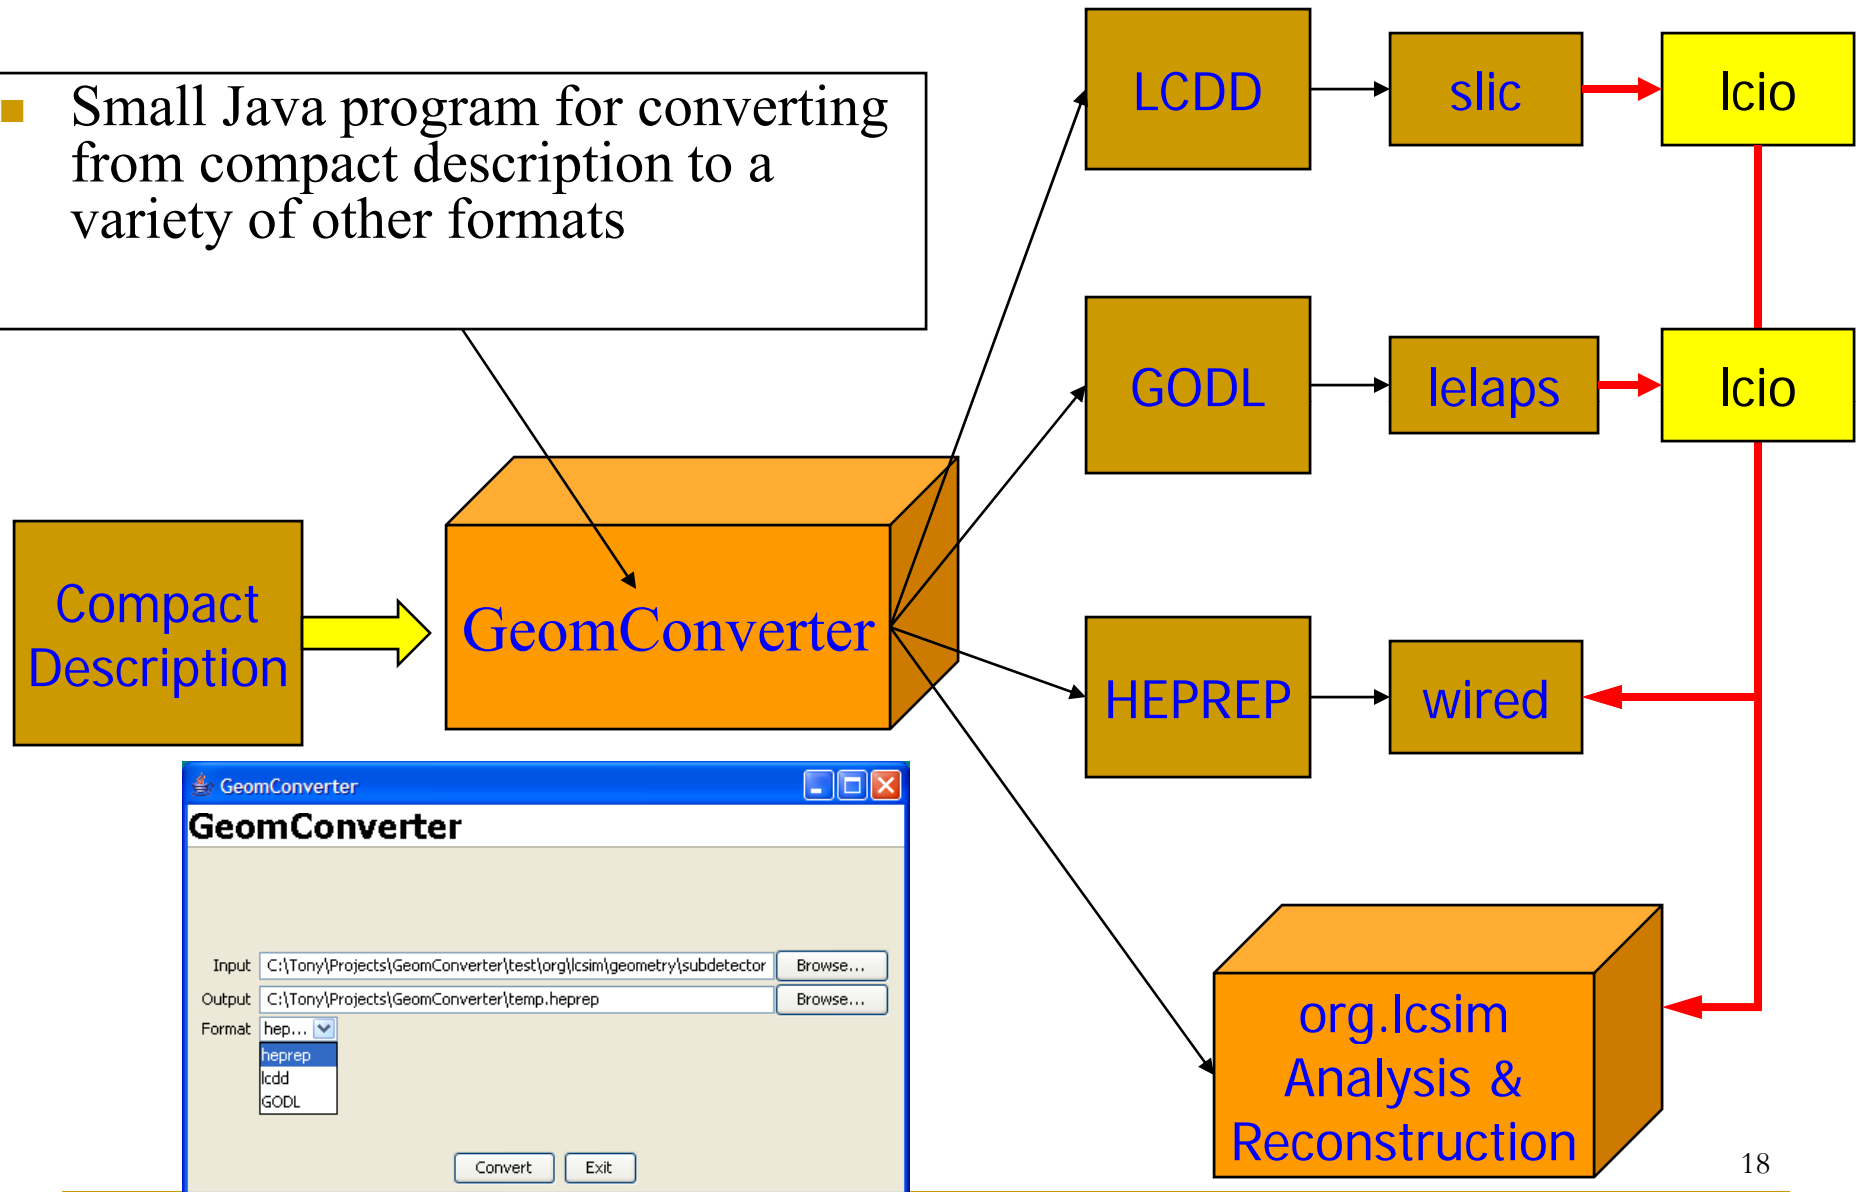 Small Java program for converting
from compact description to a
variety of other formats
LCDD
slic
lcio
GODL
lelaps
lcio
Compact
Description
GeomConverter
HEPREP
wired
GeomConverter
GeomConverter
Input C:\Tony\Projects\GeomConverter\test\org\lcsim\geometry\subdetector Browse...
Output C:\Tony\Projects\GeomConverter\temp.heprep Browse...
Format hep...
heprep
lcdd
GODL
Convert Exit
org.lcsim
Analysis &
Reconstruction
18